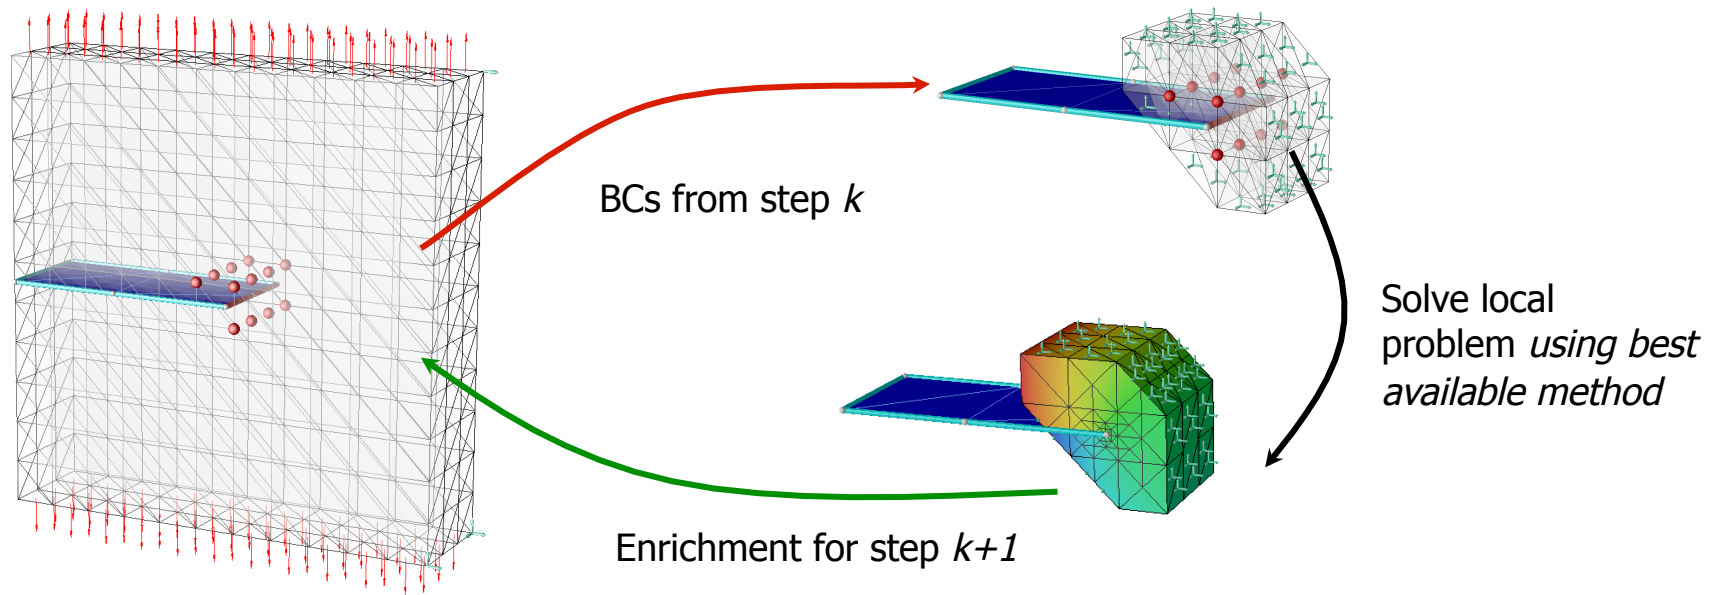 BCs from step k
Solve local
problem using best
available method
Enrichment for step k+1